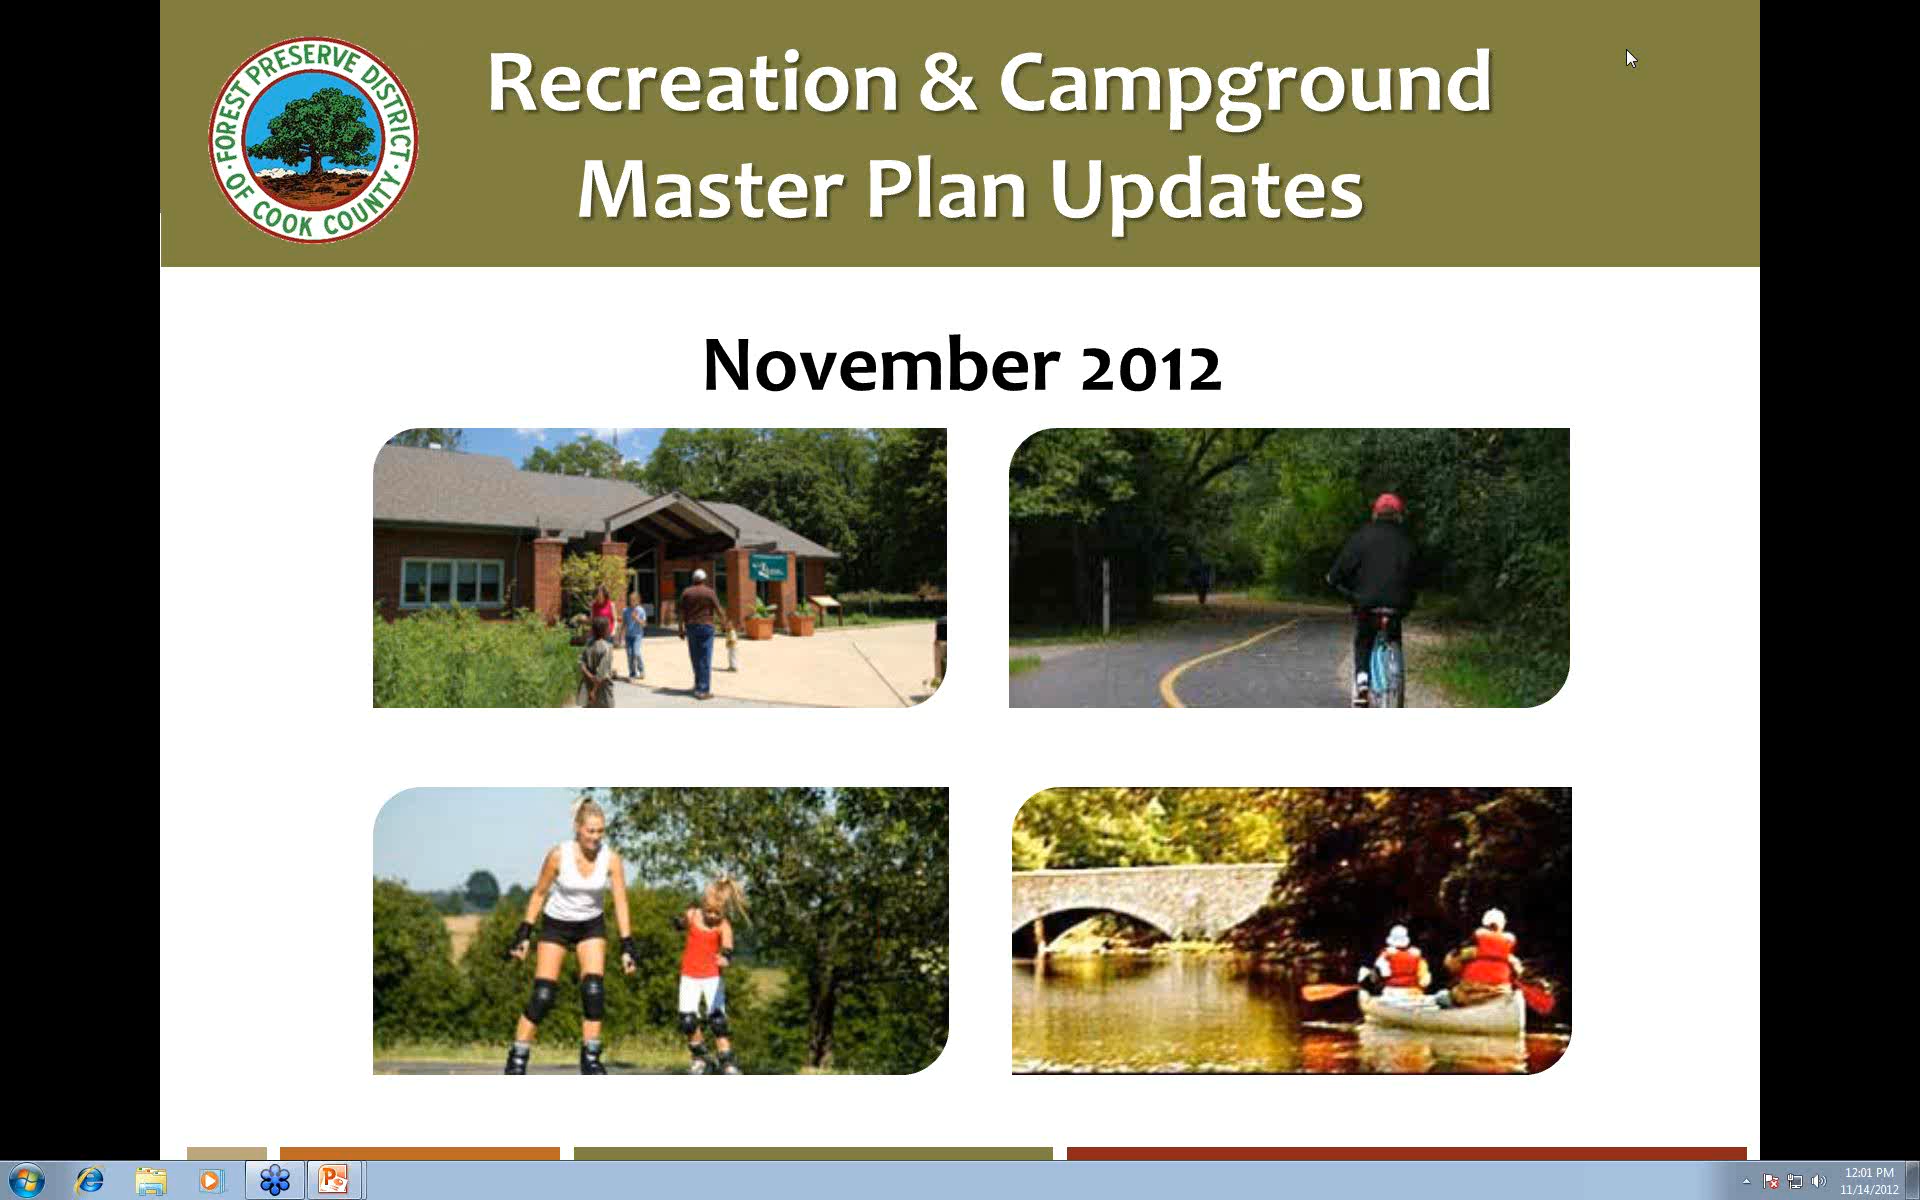 FOREST PRESERVE DISTRICT
OF COOK COUNTY
Recreation & Campground
Master Plan Updates
November 2012
12:01 PM
11/14/2012